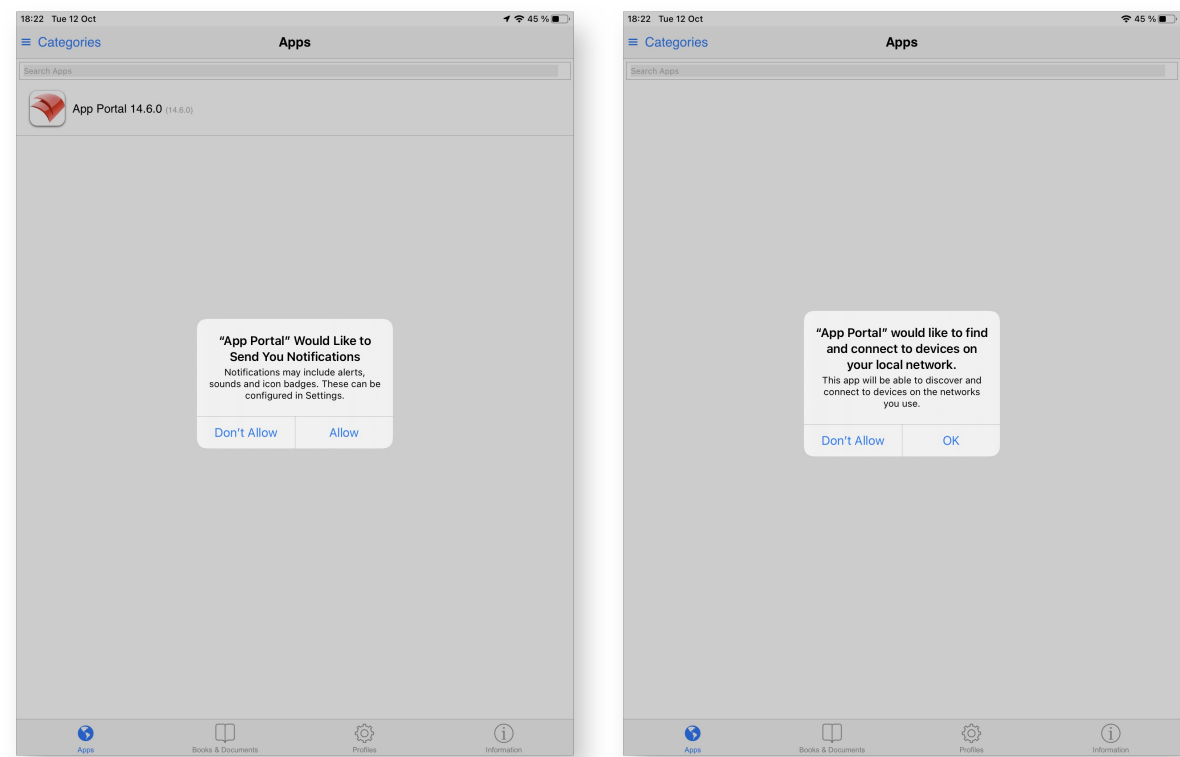 18:22 Tue 12 Oct 45 %
Categories Apps
Search Apps
App Portal 14.6.0 (14.6.0)
“App Portal” Would Like to
Send You Notifications
Notifications may include alerts,
sounds and icon badges. These can be
configured in Settings.
Don’t Allow Allow
Apps Books & Documents Profiles Information
18:22 Tue 12 Oct 45 %
Categories Apps
Search Apps
“App Portal” would like to find
and connect to devices on
your local network.
This app will be able to discover and
connect to devices on the networks
you use.
Don’t Allow OK
Apps Books & Documents Profiles Information